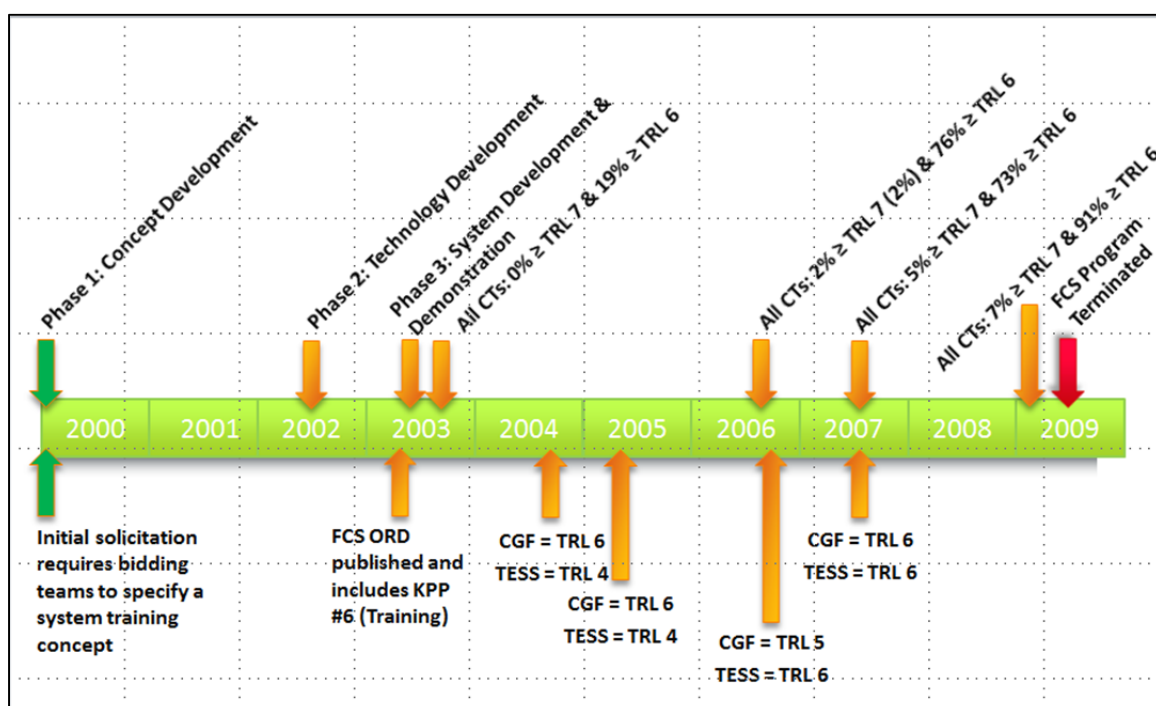 Phase 1: Concept Development
Phase 2: Technology Development
Phase 3: System Development &
Demonstration
All CTs: 0% ≥ TRL 7 & 19% ≥ TRL 6
All CTs: 2% ≥ TRL 7 (2%) & 76% ≥ TRL 6
All CTs: 5% ≥ TRL 7 & 73% ≥ TRL 6
All CTs: 7% ≥ TRL 7 & 91% ≥ TRL 6
FCS Program
Terminated
2000 2001 2002 2003 2004 2005 2006 2007 2008 2009
Initial solicitation
requires bidding
teams to specify a
system training
concept
FCS ORD
published and
includes KPP
#6 (Training)
CGF = TRL 6
TESS = TRL 4
CGF = TRL 6
TESS = TRL 4
CGF = TRL 5
TESS = TRL 6
CGF = TRL 6
TESS = TRL 6